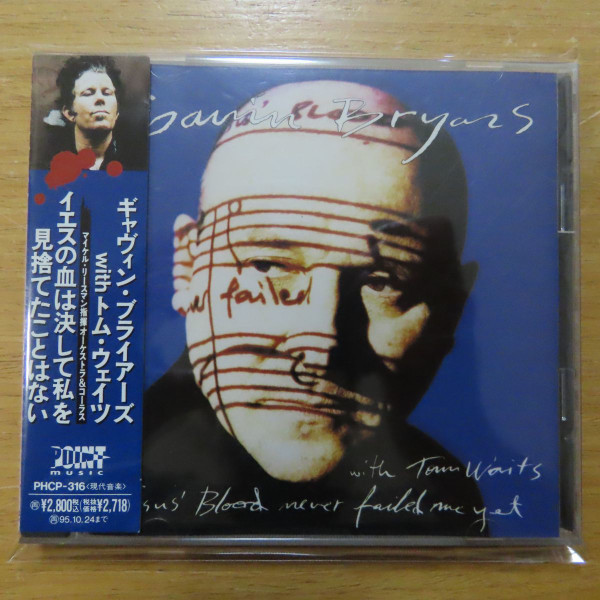 Gavin Bryars
never failed
with Tom Waits
Jesus' Blood never failed me yet
ギャヴィン・ブライアーズ
with トム・ウェイツ
マイケル・リースマン指揮 オーケストラ&コーラス
イエスの血は決して私を
見捨てたことはない
POINT
music
PHCP-316〈現代音楽〉
¥2,800(税込)(税抜価格¥2,718)
95.10.24まで